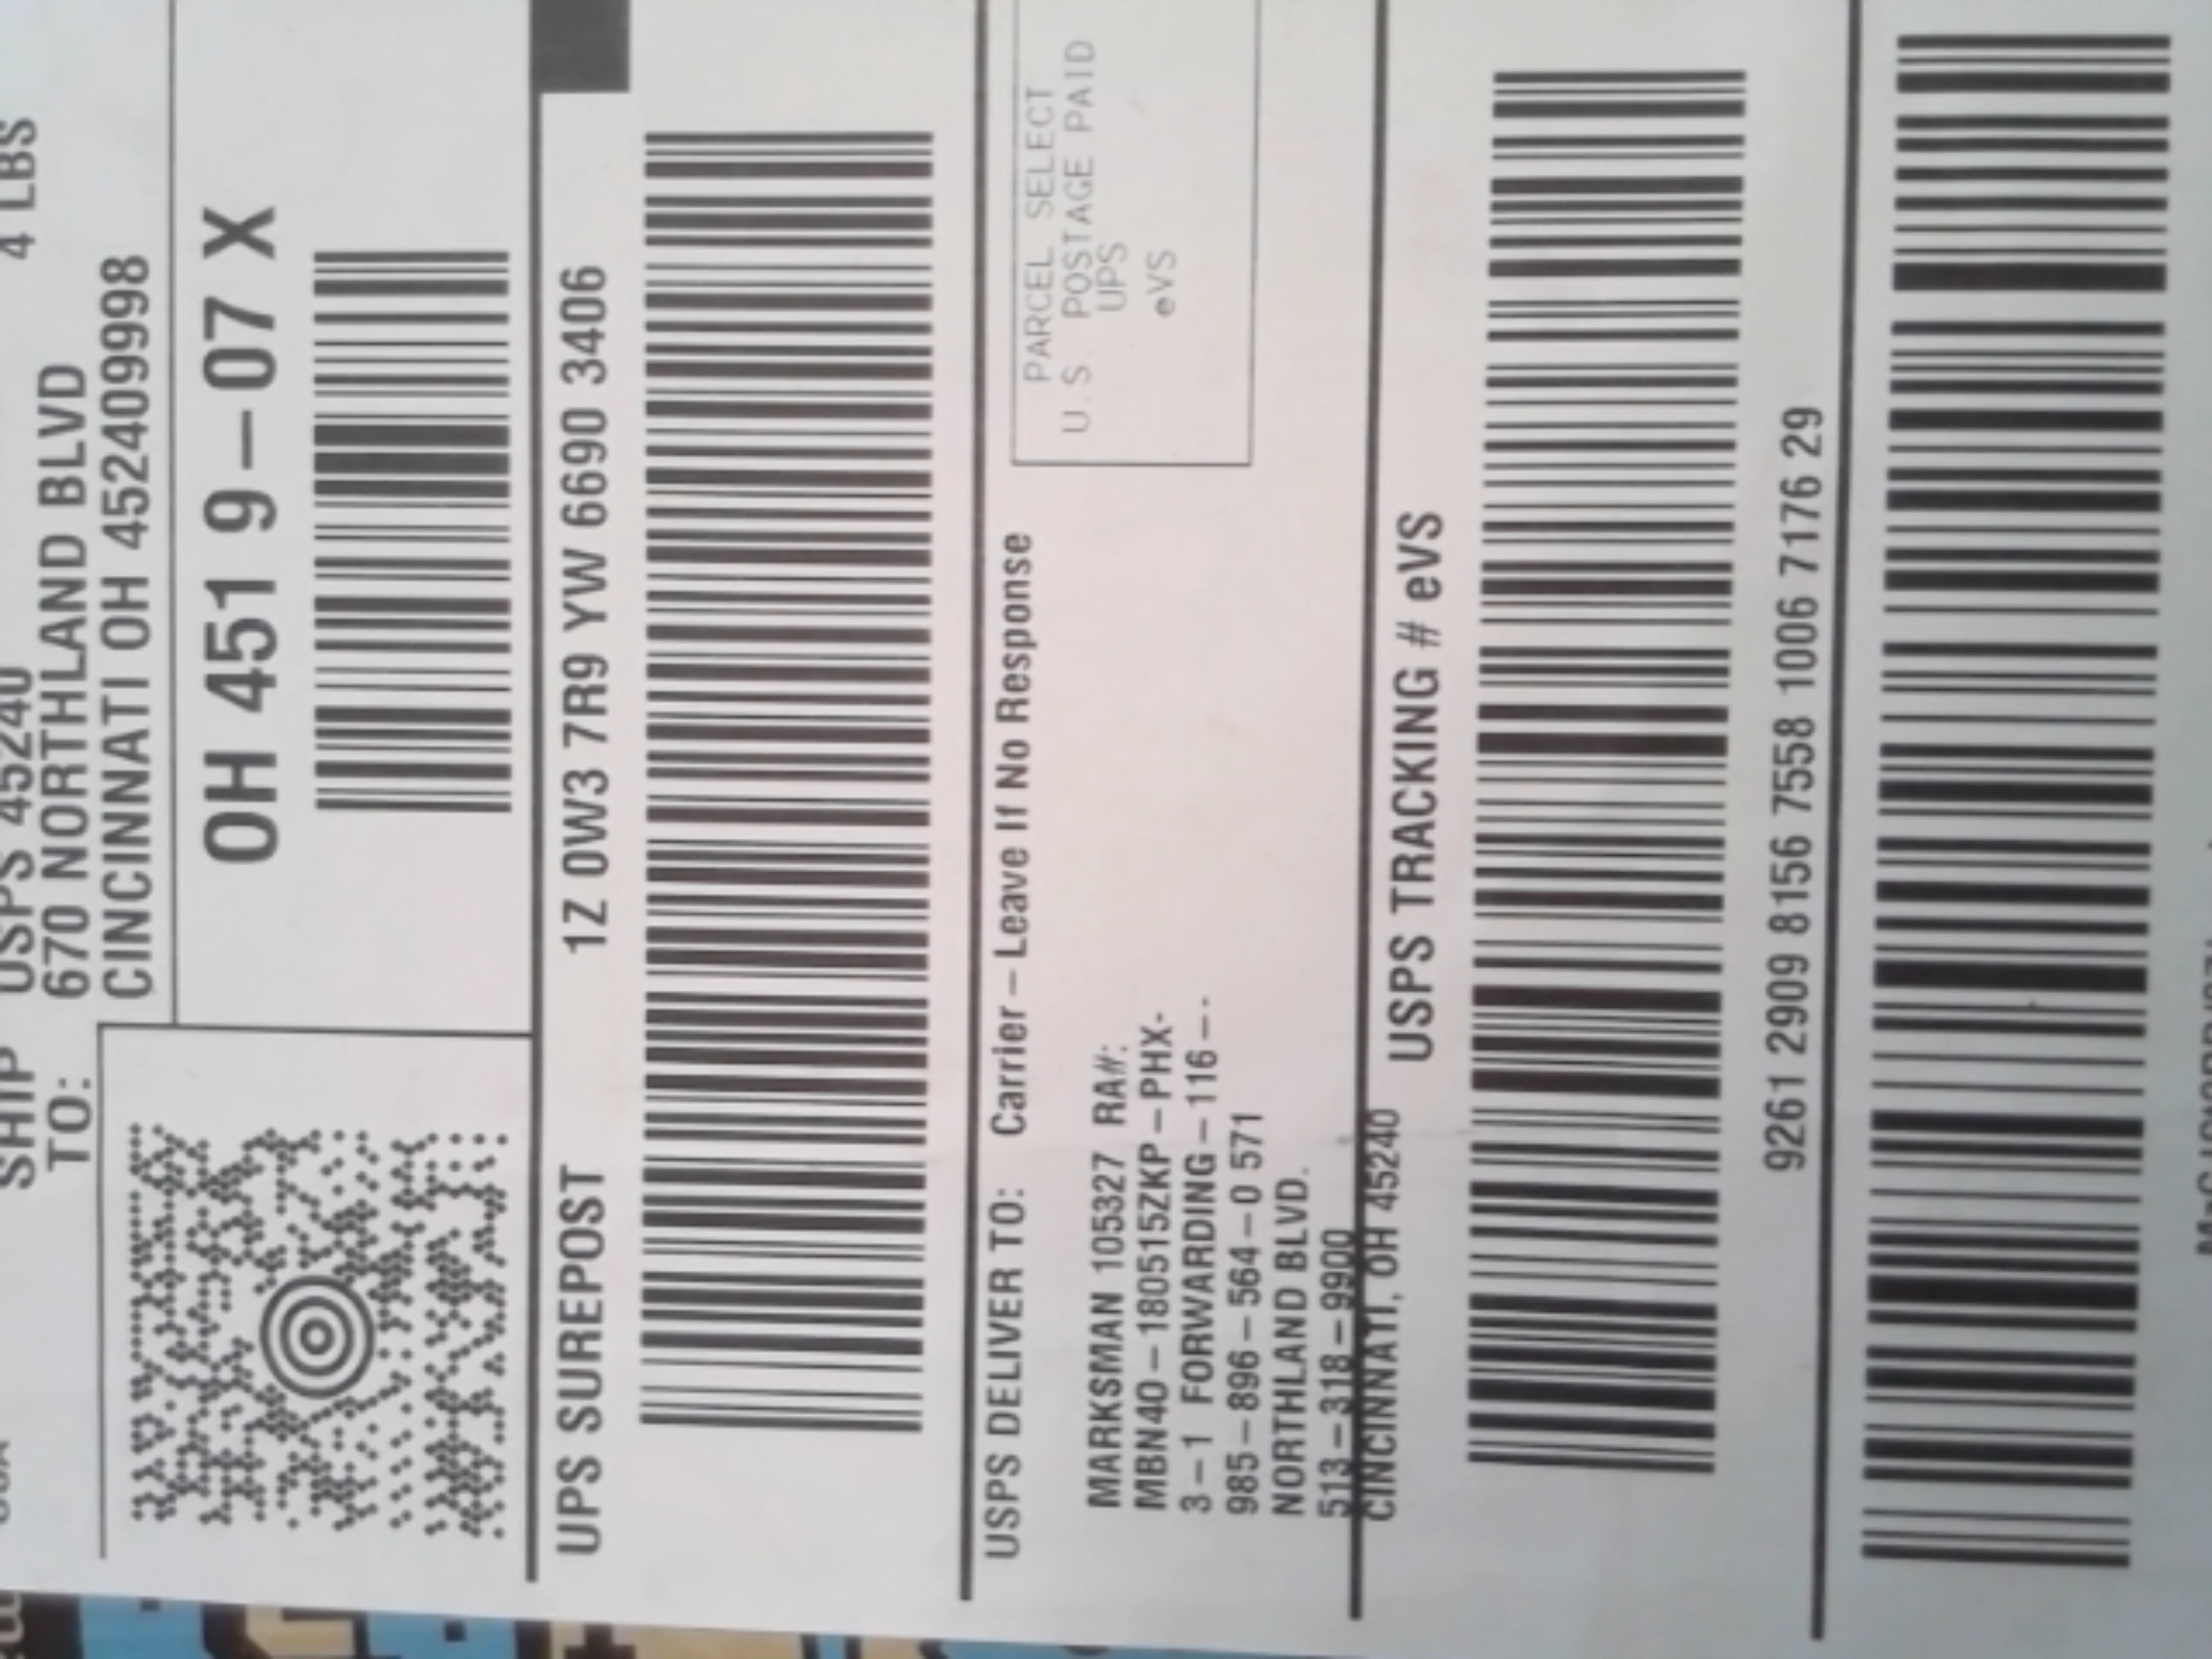 4 LBS
SHIP USPS 45240
TO: 670 NORTHLAND BLVD
CINCINNATI OH 452409998
OH 451 9-07 X
UPS SUREPOST
1Z 0W3 7R9 YW 6690 3406
USPS DELIVER TO: Carrier - Leave If No Response
PARCEL SELECT
U.S. POSTAGE PAID
UPS
eVS
MARKSMAN 105327 RA#:
MBN40-180515ZKP-PHX-
3-1 FORWARDING-116--
985-896-564-0 571
NORTHLAND BLVD.
513-318-9900
CINCINNATI, OH 45240
USPS TRACKING # eVS
9261 2909 8156 7558 1006 7176 29